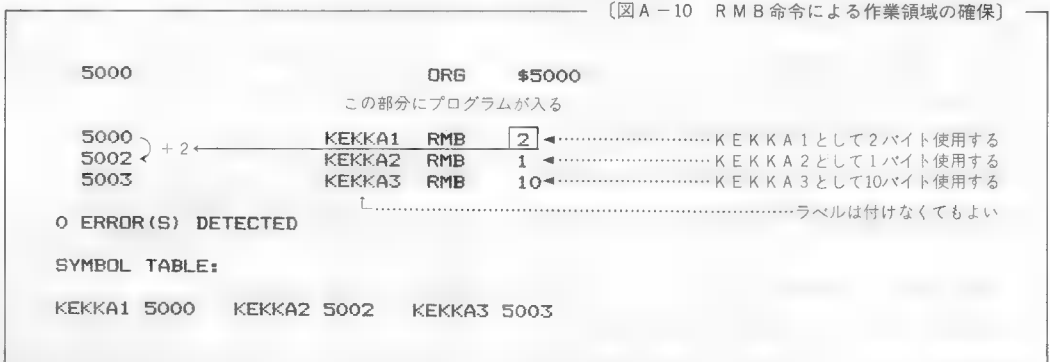 〔図A－10　RMB命令による作業領域の確保〕
5000 ORG $5000
この部分にプログラムが入る
5000 KEKKA1 RMB 2 KEKKA1として2バイト使用する
+2
5002 KEKKA2 RMB 1 KEKKA2として1バイト使用する
5003 KEKKA3 RMB 10 KEKKA3として10バイト使用する
ラベルは付けなくてもよい
0 ERROR(S) DETECTED
SYMBOL TABLE:
KEKKA1 5000 KEKKA2 5002 KEKKA3 5003